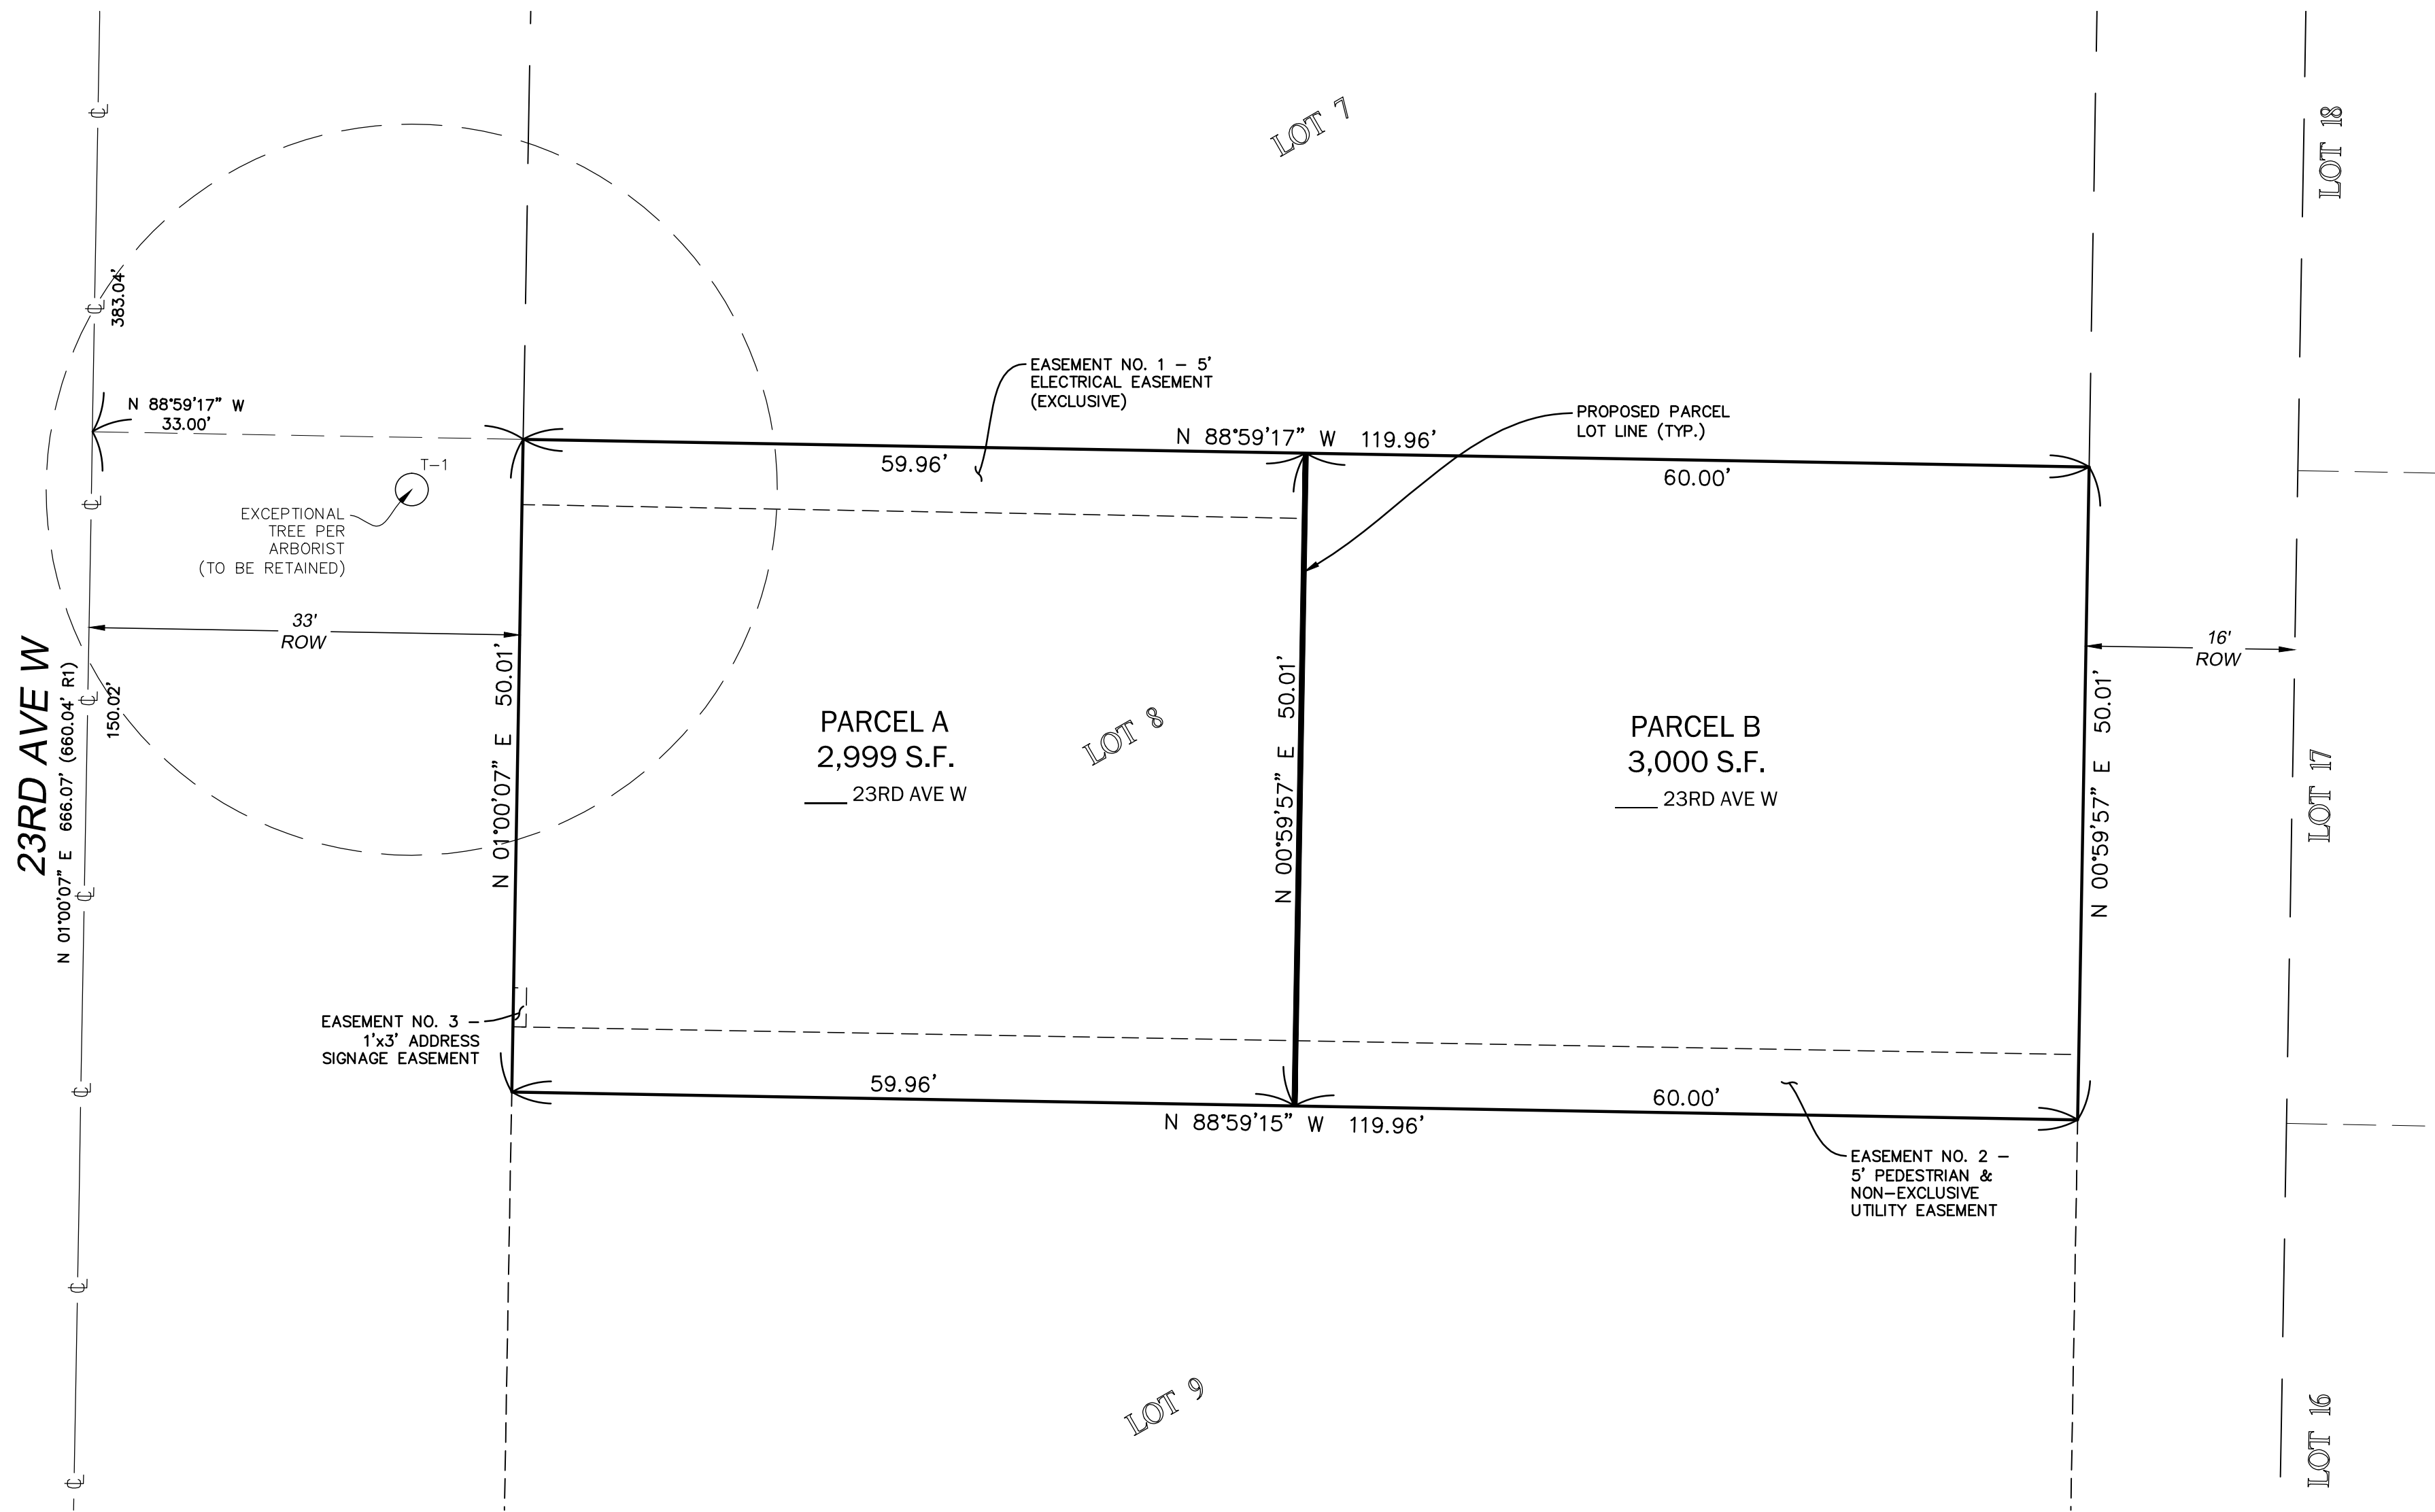 LOT 7
LOT 18
383.04'
N 88°59'17" W
33.00'
EASEMENT NO. 1 – 5'
ELECTRICAL EASEMENT
(EXCLUSIVE)
PROPOSED PARCEL
LOT LINE (TYP.)
N 88°59'17" W 119.96'
59.96'
60.00'
T-1
EXCEPTIONAL
TREE PER
ARBORIST
(TO BE RETAINED)
33'
ROW
16'
ROW
23RD AVE W
N 01°00'07" E 666.07' (660.04' R1)
150.02'
N 01°00'07" E 50.01'
PARCEL A
2,999 S.F.
23RD AVE W
LOT 8
N 00°59'57" E 50.01'
PARCEL B
3,000 S.F.
23RD AVE W
N 00°59'57" E 50.01'
LOT 17
EASEMENT NO. 3 –
1'x3' ADDRESS
SIGNAGE EASEMENT
59.96'
60.00'
N 88°59'15" W 119.96'
EASEMENT NO. 2 –
5' PEDESTRIAN &
NON-EXCLUSIVE
UTILITY EASEMENT
LOT 9
LOT 16